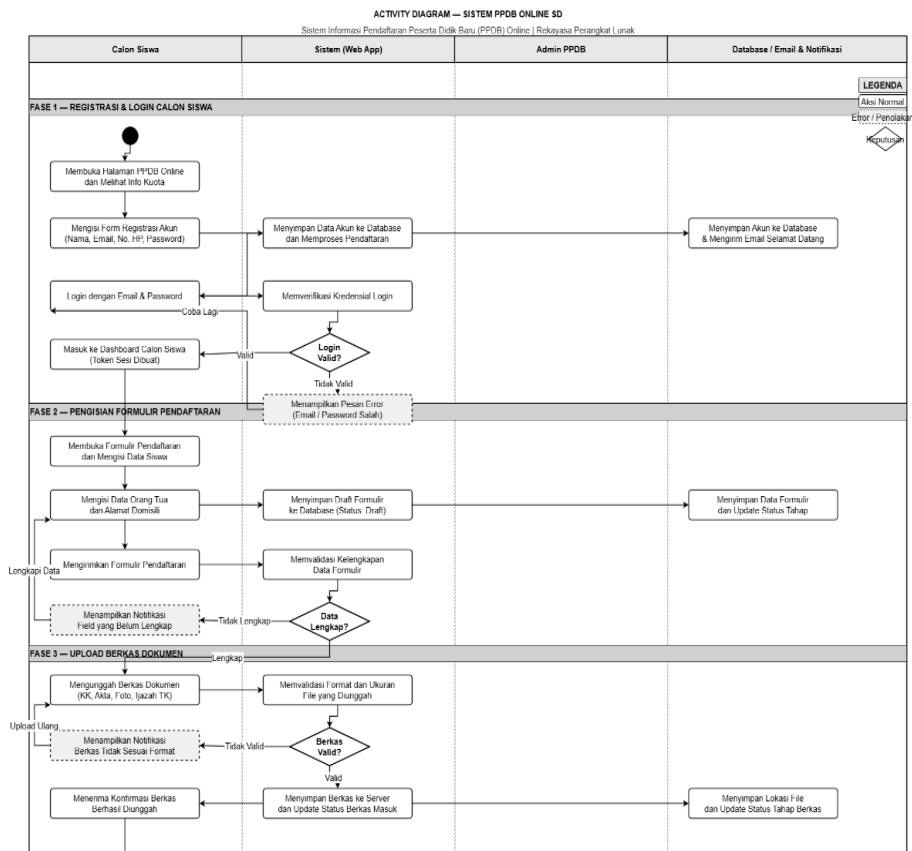 ACTIVITY DIAGRAM — SISTEM PPDB ONLINE SD
Sistem Informasi Pendaftaran Peserta Didik Baru (PPDB) Online | Rekayasa Perangkat Lunak
Calon Siswa
Sistem (Web App)
Admin PPDB
Database / Email & Notifikasi
LEGENDA
Aksi Normal
Error / Penolakan
Keputusan
FASE 1 — REGISTRASI & LOGIN CALON SISWA
Membuka Halaman PPDB Online
dan Melihat Info Kuota
Mengisi Form Registrasi Akun
(Nama, Email, No. HP, Password)
Menyimpan Data Akun ke Database
dan Memproses Pendaftaran
Menyimpan Akun ke Database
& Mengirim Email Selamat Datang
Login dengan Email & Password
Memverifikasi Kredensial Login
Coba Lagi
Masuk ke Dashboard Calon Siswa
(Token Sesi Dibuat)
Valid
Login
Valid?
Tidak Valid
Menampilkan Pesan Error
(Email / Password Salah)
FASE 2 — PENGISIAN FORMULIR PENDAFTARAN
Membuka Formulir Pendaftaran
dan Mengisi Data Siswa
Mengisi Data Orang Tua
dan Alamat Domisili
Menyimpan Draft Formulir
ke Database (Status: Draft)
Menyimpan Data Formulir
dan Update Status Tahap
Mengirimkan Formulir Pendaftaran
Memvalidasi Kelengkapan
Data Formulir
Lengkapi Data
Menampilkan Notifikasi
Field yang Belum Lengkap
Tidak Lengkap
Data
Lengkap?
FASE 3 — UPLOAD BERKAS DOKUMEN
Lengkap
Mengunggah Berkas Dokumen
(KK, Akta, Foto, Ijazah TK)
Memvalidasi Format dan Ukuran
File yang Diunggah
Upload Ulang
Menampilkan Notifikasi
Berkas Tidak Sesuai Format
Tidak Valid
Berkas
Valid?
Valid
Menerima Konfirmasi Berkas
Berhasil Diunggah
Menyimpan Berkas ke Server
dan Update Status Berkas Masuk
Menyimpan Lokasi File
dan Update Status Tahap Berkas